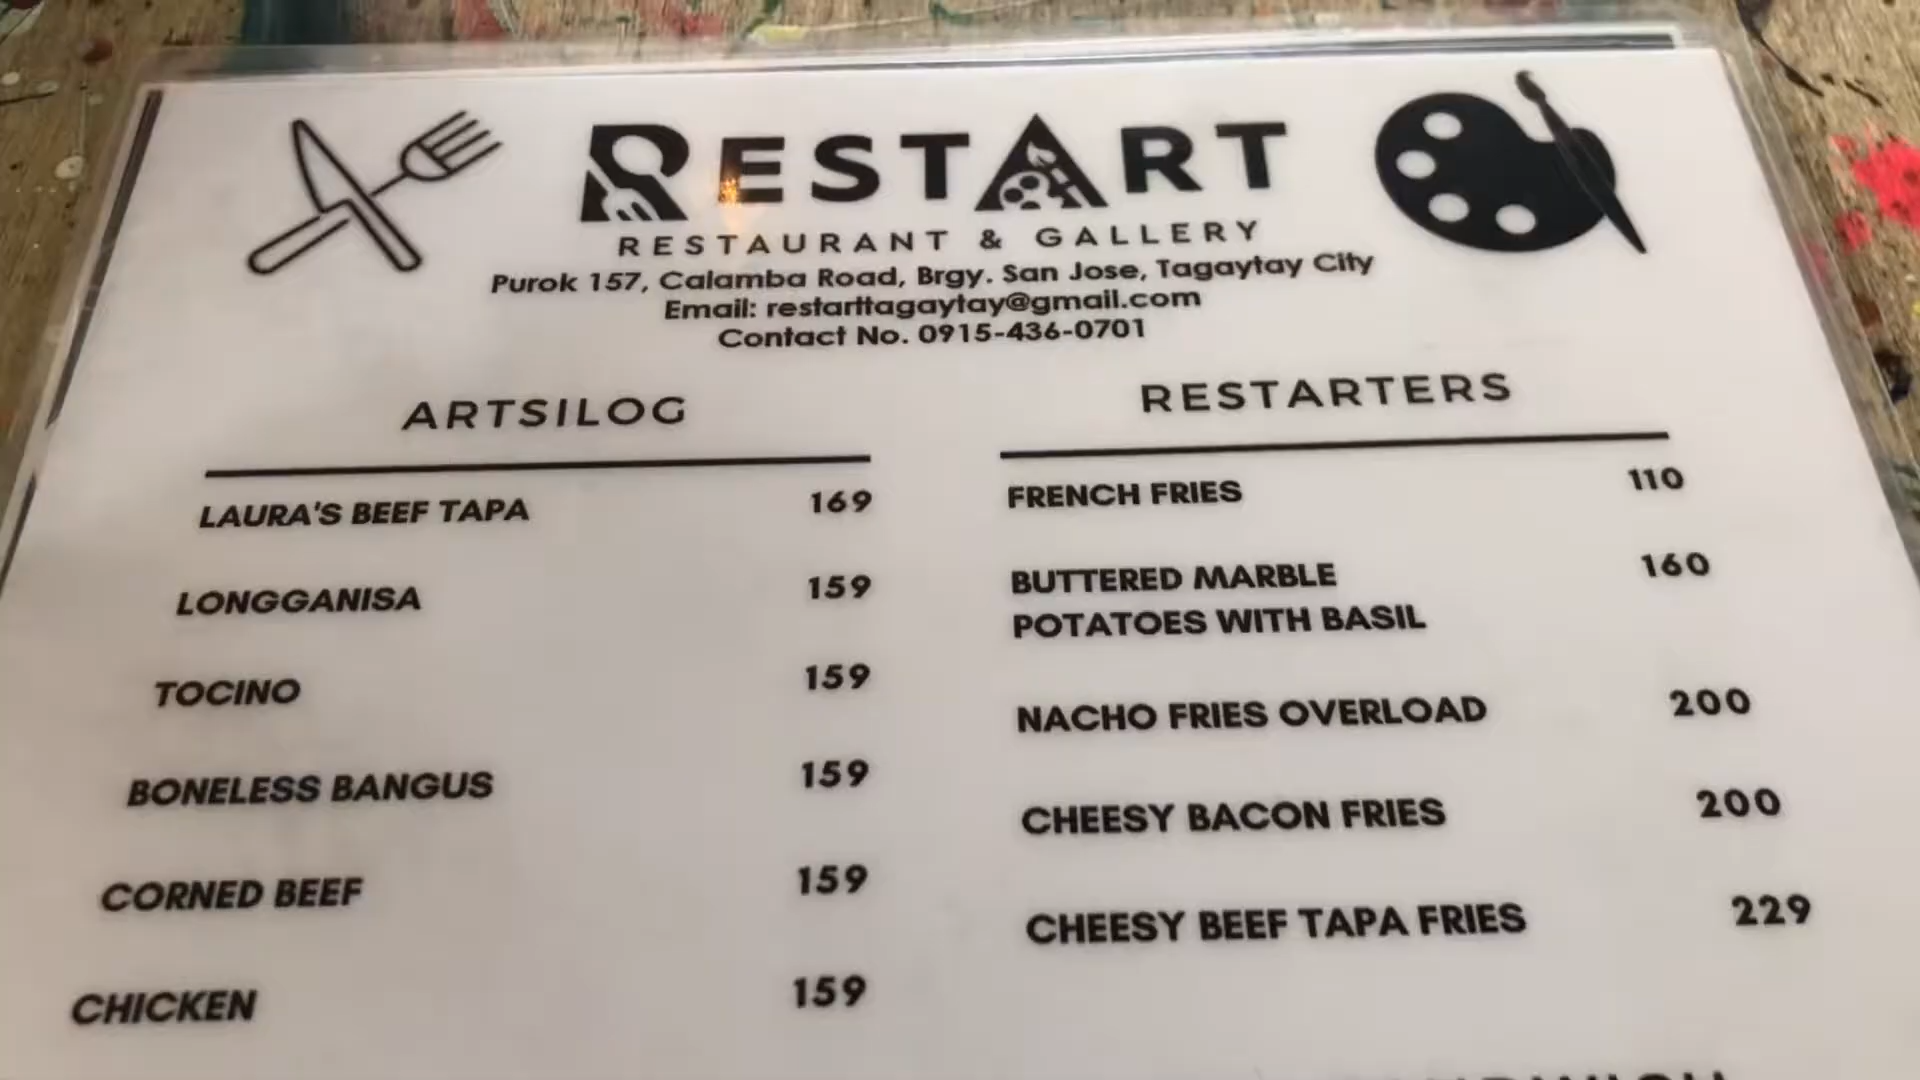 RESTART
RESTAURANT & GALLERY
Purok 157, Calamba Road, Brgy. San Jose, Tagaytay City
Email: restarttagaytay@gmail.com
Contact No. 0915-436-0701
ARTSILOG
LAURA'S BEEF TAPA 169
LONGGANISA 159
TOCINO 159
BONELESS BANGUS 159
CORNED BEEF 159
CHICKEN 159
RESTARTERS
FRENCH FRIES 110
BUTTERED MARBLE 160
POTATOES WITH BASIL
NACHO FRIES OVERLOAD 200
CHEESY BACON FRIES 200
CHEESY BEEF TAPA FRIES 229